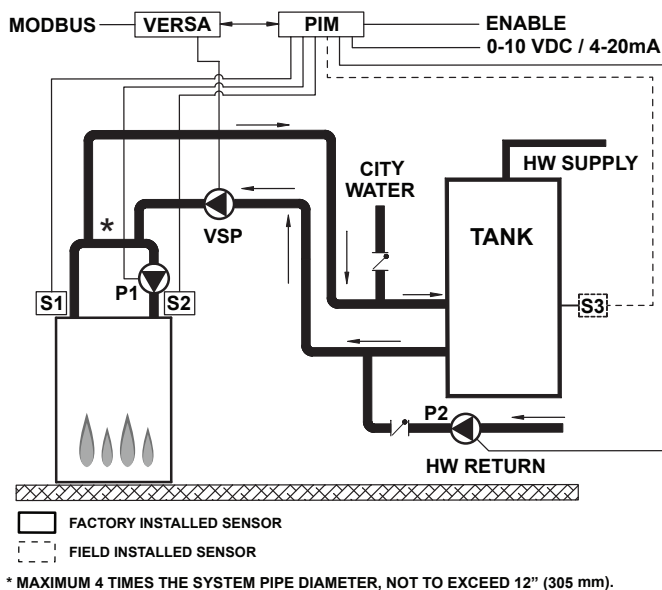 MODBUS
VERSA
PIM
ENABLE
0-10 VDC / 4-20mA
CITY
WATER
HW SUPPLY
VSP
TANK
*
P1
S1
S2
S3
P2
HW RETURN
FACTORY INSTALLED SENSOR
FIELD INSTALLED SENSOR
* MAXIMUM 4 TIMES THE SYSTEM PIPE DIAMETER, NOT TO EXCEED 12" (305 mm).